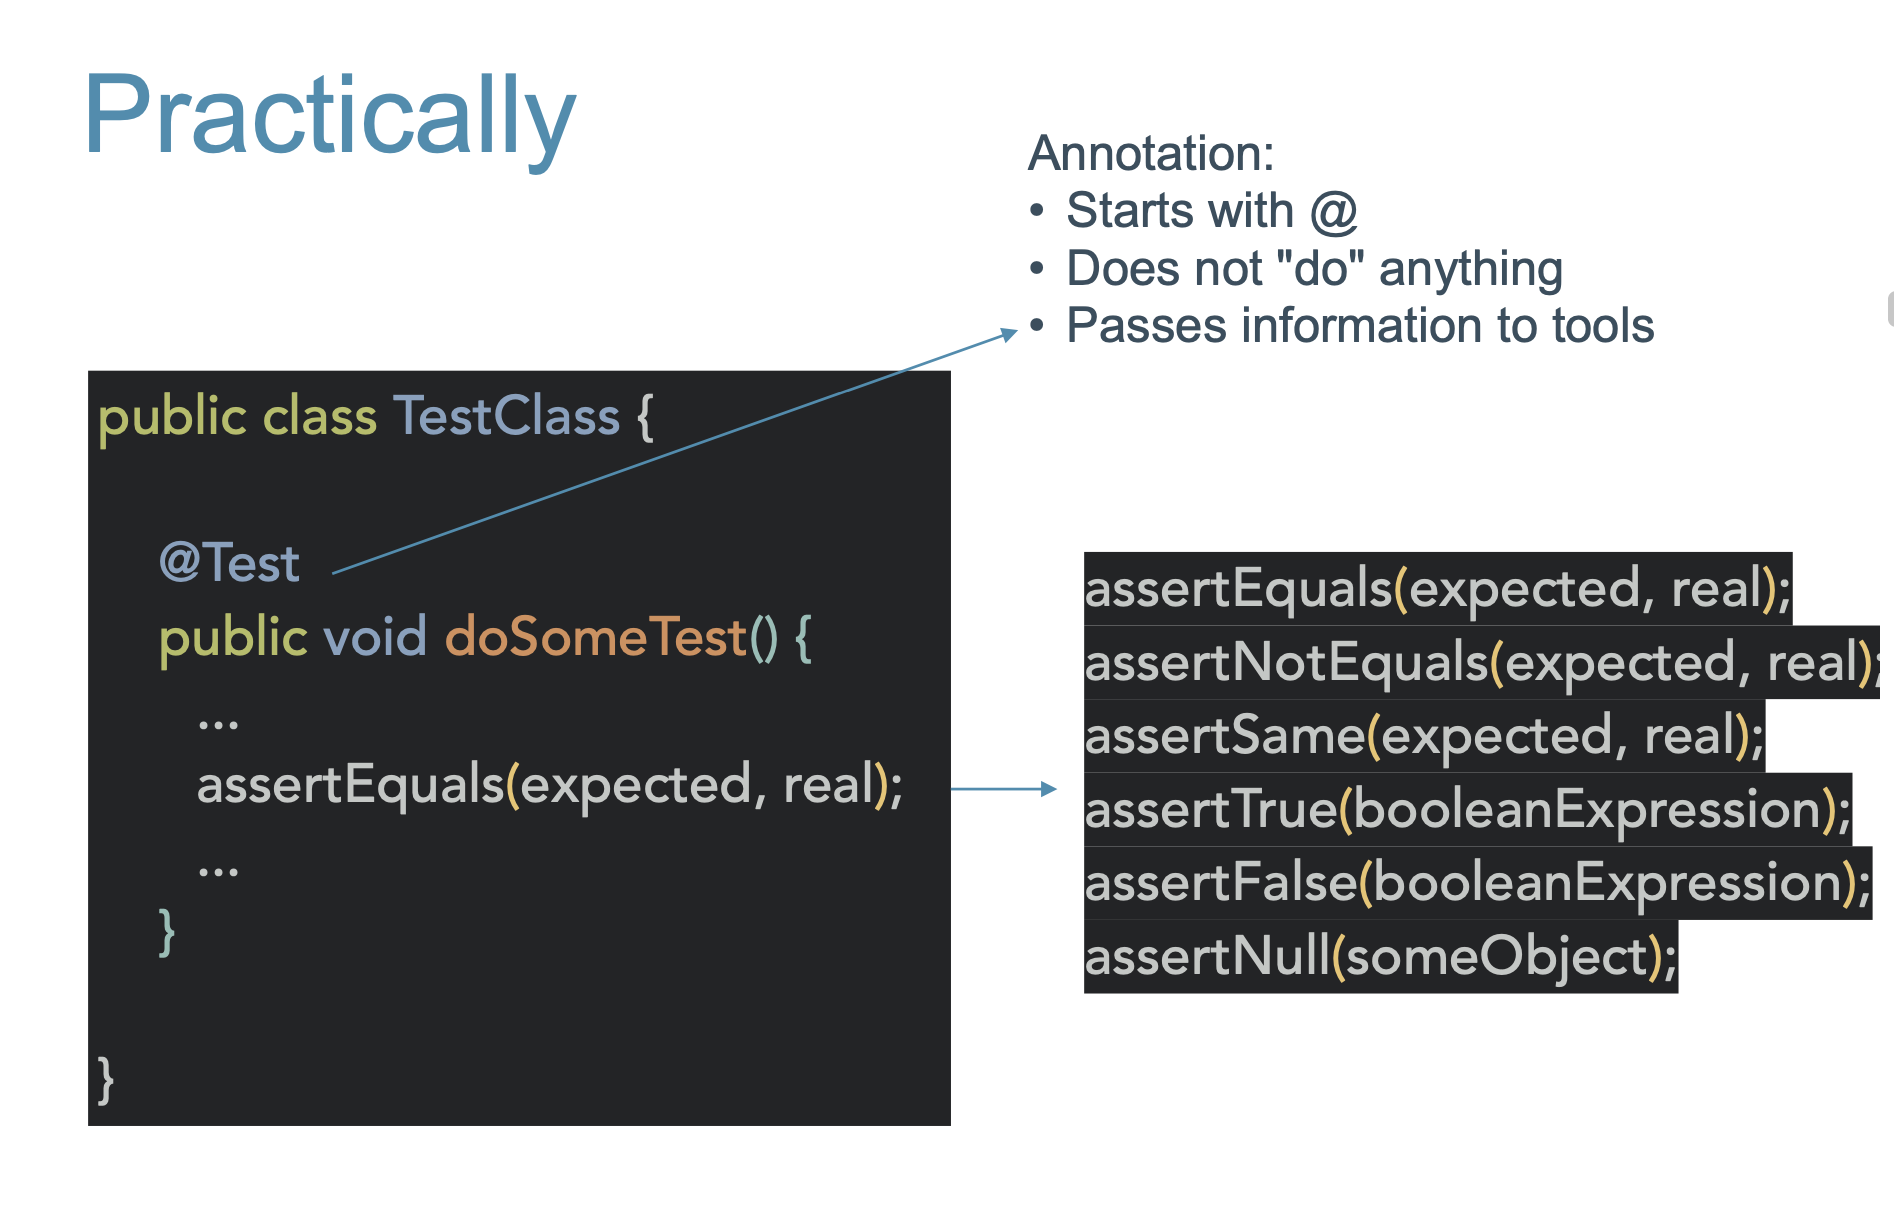 Practically
Annotation:
• Starts with @
• Does not "do" anything
• Passes information to tools
public class TestClass {
@Test
public void doSomeTest() {
...
assertEquals(expected, real);
...
}
}
assertEquals(expected, real);
assertNotEquals(expected, real);
assertSame(expected, real);
assertTrue(booleanExpression);
assertFalse(booleanExpression);
assertNull(someObject);